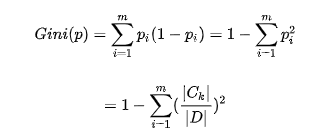 Gini(p) = \sum_{i=1}^{m} p_i(1 - p_i) = 1 - \sum_{i-1}^{m} p_i^2
= 1 - \sum_{i-1}^{m} (\frac{|C_k|}{|D|})^2